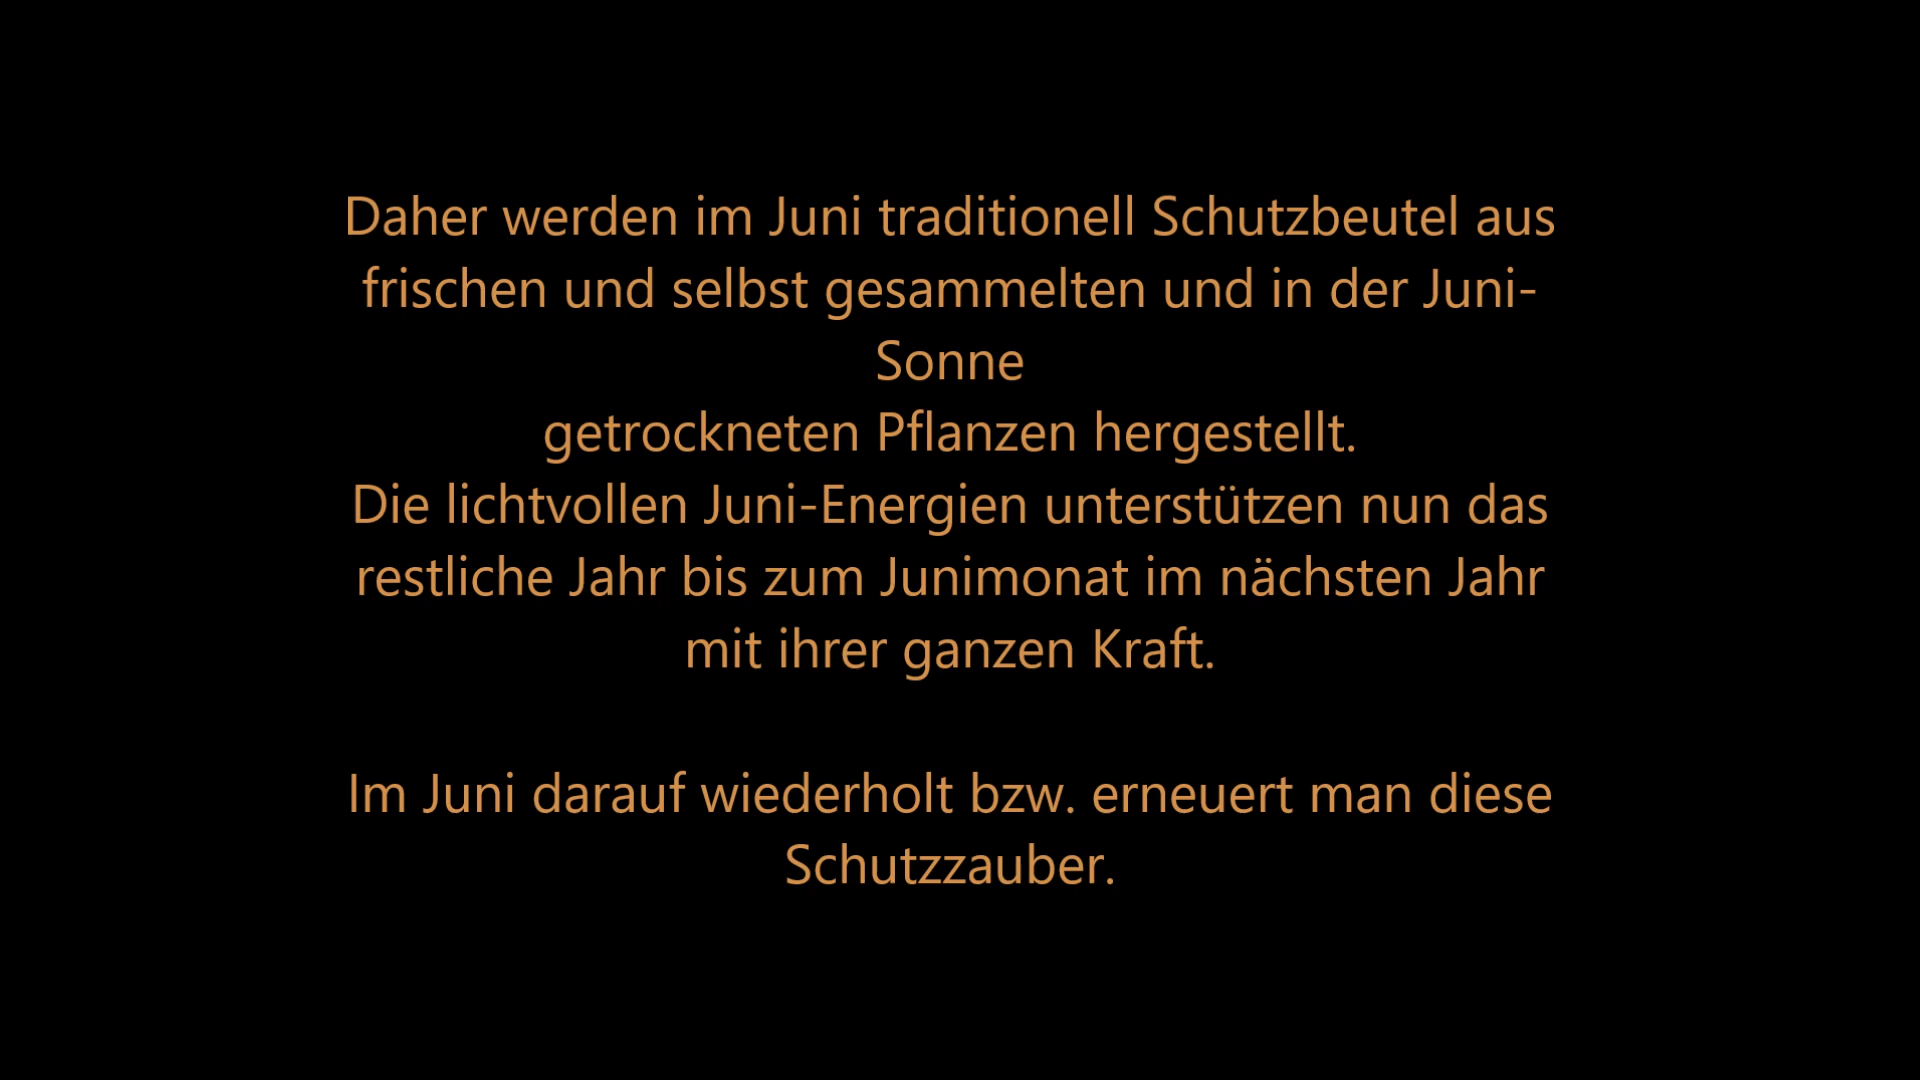 Daher werden im Juni traditionell Schutzbeutel aus
frischen und selbst gesammelten und in der Juni-
Sonne
getrockneten Pflanzen hergestellt.
Die lichtvollen Juni-Energien unterstützen nun das
restliche Jahr bis zum Junimonat im nächsten Jahr
mit ihrer ganzen Kraft.
Im Juni darauf wiederholt bzw. erneuert man diese
Schutzzauber.